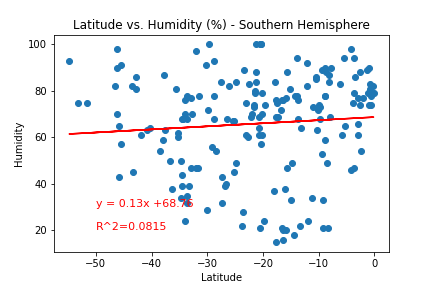 Latitude vs. Humidity (%) - Southern Hemisphere
100
80
60
40
20
Humidity
y = 0.13x +68.75
R^2=0.0815
−50 −40 −30 −20 −10 0
Latitude